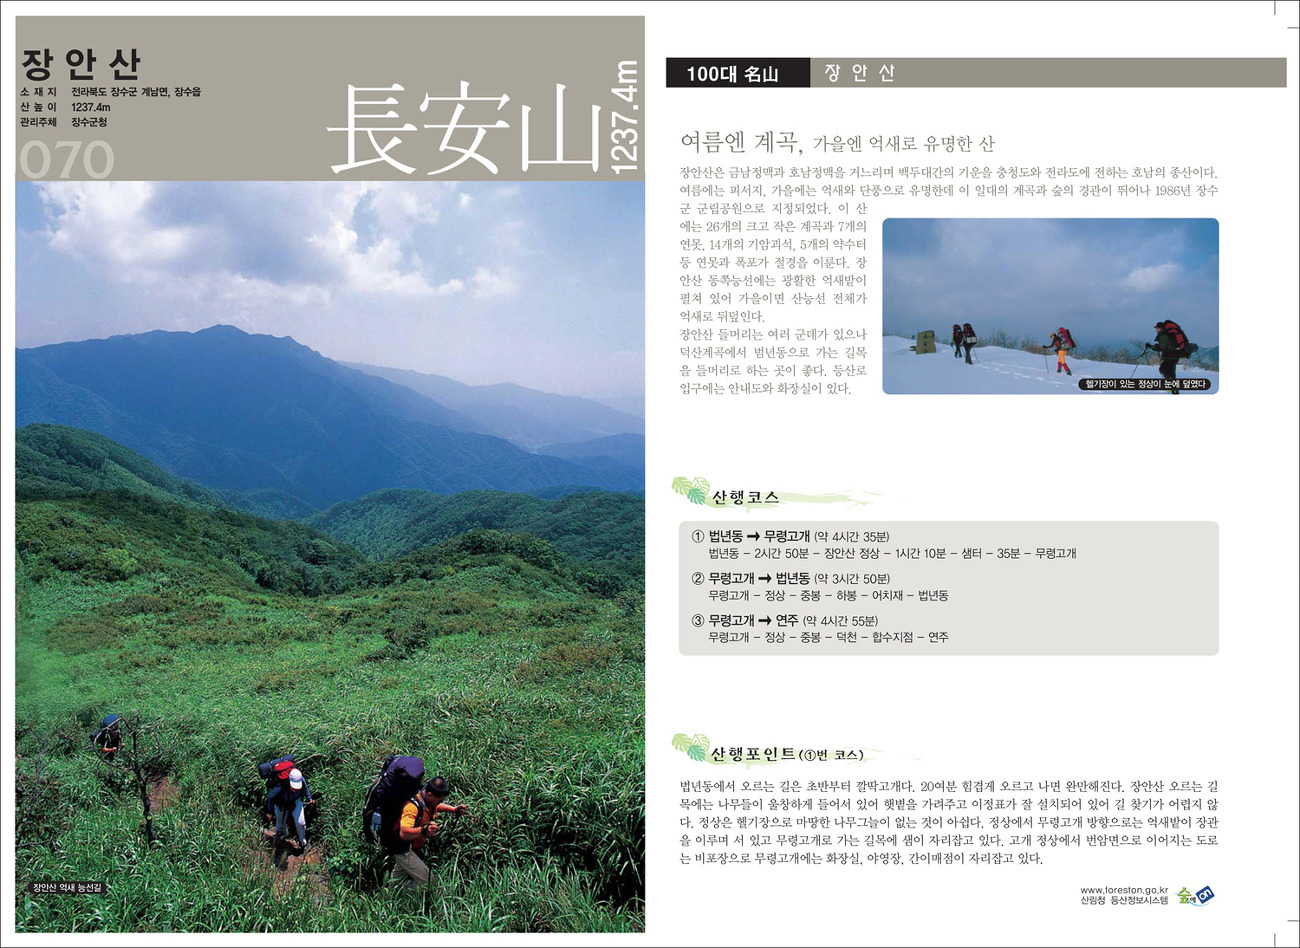 장안산
소재지 전라북도 장수군 계남면, 장수읍
산높이 1237.4m
관리주체 장수군청
070
長安山
1237.4m
장안산 억새 능선길
100대 名山 장안산
여름엔 계곡, 가을엔 억새로 유명한 산
장안산은 금남정맥과 호남정맥을 거느리며 백두대간의 기운을 충청도와 전라도에 전하는 호남의 종산이다.
여름에는 피서지, 가을에는 억새와 단풍으로 유명한데 이 일대의 계곡과 숲의 경관이 뛰어나 1986년 장수
군 군립공원으로 지정되었다. 이 산
에는 26개의 크고 작은 계곡과 7개의
연못, 14개의 기암괴석, 5개의 약수터
등 연못과 폭포가 절경을 이룬다. 장
안산 동쪽능선에는 광활한 억새밭이
펼쳐 있어 가을이면 산능선 전체가
억새로 뒤덮인다.
장안산 들머리는 여러 군데가 있으나
덕산계곡에서 범년동으로 가는 길목
을 들머리로 하는 곳이 좋다. 등산로
입구에는 안내도와 화장실이 있다.
헬기장이 있는 정상이 눈에 덮였다
산행코스
① 법년동 ➞ 무령고개 (약 4시간 35분)
법년동 – 2시간 50분 – 장안산 정상 – 1시간 10분 – 샘터 – 35분 – 무령고개
② 무령고개 ➞ 법년동 (약 3시간 50분)
무령고개 – 정상 – 중봉 – 하봉 – 어치재 – 법년동
③ 무령고개 ➞ 연주 (약 4시간 55분)
무령고개 – 정상 – 중봉 – 덕천 – 합수지점 – 연주
산행포인트(①번 코스)
법년동에서 오르는 길은 초반부터 깔딱고개다. 20여분 힘겹게 오르고 나면 완만해진다. 장안산 오르는 길
목에는 나무들이 울창하게 들어서 있어 햇볕을 가려주고 이정표가 잘 설치되어 있어 길 찾기가 어렵지 않
다. 정상은 헬기장으로 마땅한 나무그늘이 없는 것이 아쉽다. 정상에서 무령고개 방향으로는 억새밭이 장관
을 이루며 서 있고 무령고개로 가는 길목에 샘이 자리잡고 있다. 고개 정상에서 번암면으로 이어지는 도로
는 비포장으로 무령고개에는 화장실, 야영장, 간이매점이 자리잡고 있다.
www.foreston.go.kr
산림청 등산정보시스템
숲에on